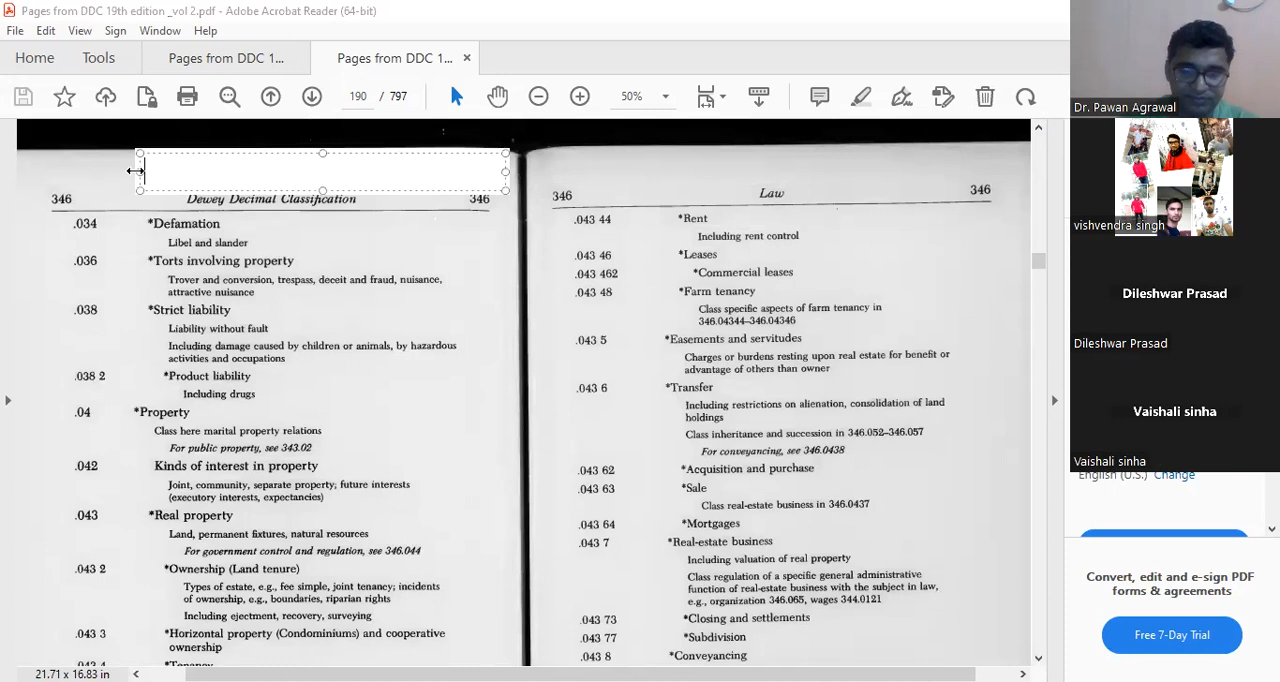 Pages from DDC 19th edition _vol 2.pdf - Adobe Acrobat Reader (64-bit)
File Edit View Sign Window Help
Home Tools Pages from DDC 1... Pages from DDC 1... ×
190 / 797 50%
346 Dewey Decimal Classification 346
.034 *Defamation
Libel and slander
.036 *Torts involving property
Trover and conversion, trespass, deceit and fraud, nuisance,
attractive nuisance
.038 *Strict liability
Liability without fault
Including damage caused by children or animals, by hazardous
activities and occupations
.038 2 *Product liability
Including drugs
.04 *Property
Class here marital property relations
For public property, see 343.02
.042 Kinds of interest in property
Joint, community, separate property; future interests
(executory interests, expectancies)
.043 *Real property
Land, permanent fixtures, natural resources
For government control and regulation, see 346.044
.043 2 *Ownership (Land tenure)
Types of estate, e.g., fee simple, joint tenancy; incidents
of ownership, e.g., boundaries, riparian rights
Including ejectment, recovery, surveying
.043 3 *Horizontal property (Condominiums) and cooperative
ownership
.043 4 *Tenancy
346 Law 346
.043 44 *Rent
Including rent control
.043 46 *Leases
.043 462 *Commercial leases
.043 48 *Farm tenancy
Class specific aspects of farm tenancy in
346.04344–346.04346
.043 5 *Easements and servitudes
Charges or burdens resting upon real estate for benefit or
advantage of others than owner
.043 6 *Transfer
Including restrictions on alienation, consolidation of land
holdings
Class inheritance and succession in 346.052–346.057
For conveyancing, see 346.0438
.043 62 *Acquisition and purchase
.043 63 *Sale
Class real-estate business in 346.0437
.043 64 *Mortgages
.043 7 *Real-estate business
Including valuation of real property
Class regulation of a specific general administrative
function of real-estate business with the subject in law,
e.g., organization 346.065, wages 344.0121
.043 73 *Closing and settlements
.043 77 *Subdivision
.043 8 *Conveyancing
21.71 x 16.83 in
Dr. Pawan Agrawal
vishvendra singh
Dileshwar Prasad
Dileshwar Prasad
Vaishali sinha
Vaishali sinha
English (U.S.) Change
Convert, edit and e-sign PDF
forms & agreements
Free 7-Day Trial